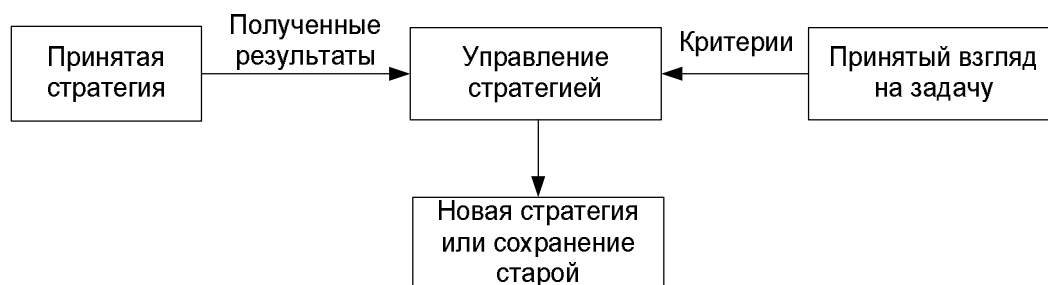 Принятая
стратегия
Полученные
результаты
Управление
стратегией
Критерии
Принятый взгляд
на задачу
Новая стратегия
или сохранение
старой